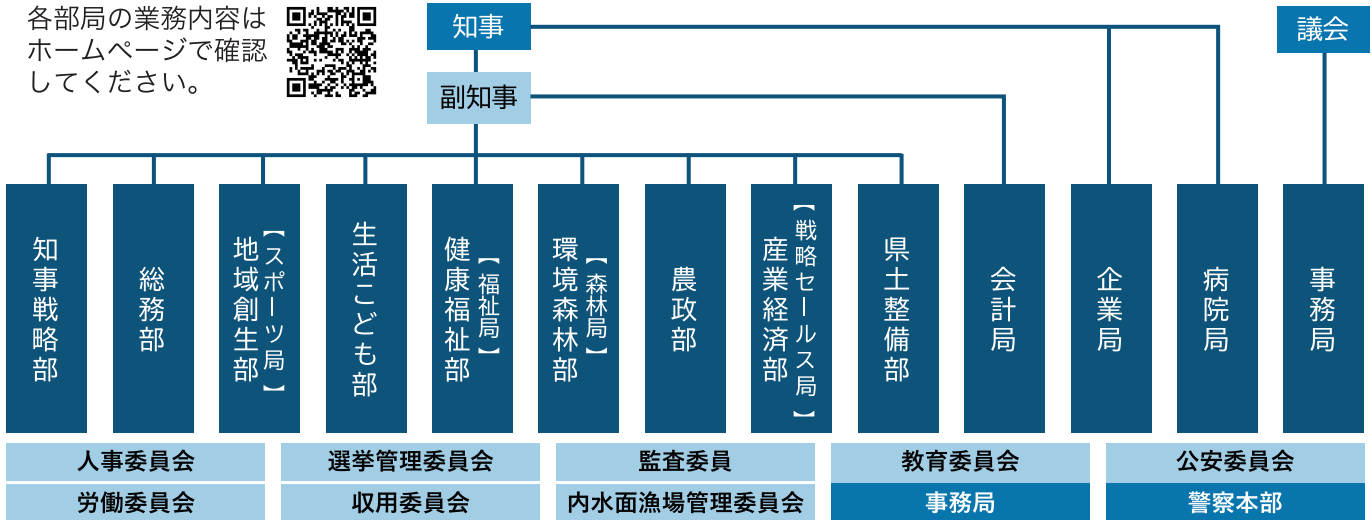 各部局の業務内容は
ホームページで確認
してください。
知事
議会
副知事
知事戦略部
総務部
地域創生部
【スポーツ局】
生活こども部
健康福祉部
【福祉局】
環境森林部
【森林局】
農政部
産業経済部
【戦略セールス局】
県土整備部
会計局
企業局
病院局
事務局
人事委員会
選挙管理委員会
監査委員
教育委員会
公安委員会
労働委員会
収用委員会
内水面漁場管理委員会
事務局
警察本部